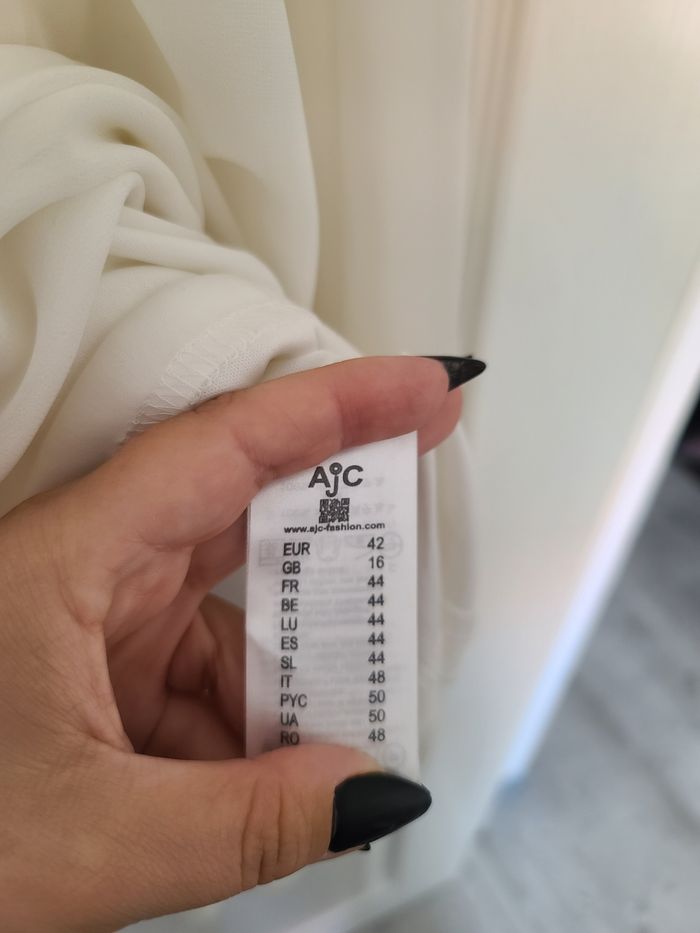 AjC
www.ajc-fashion.com
EUR 42
GB 16
FR 44
BE 44
LU 44
ES 44
SL 44
IT 48
PYC 50
UA 50
RO 48